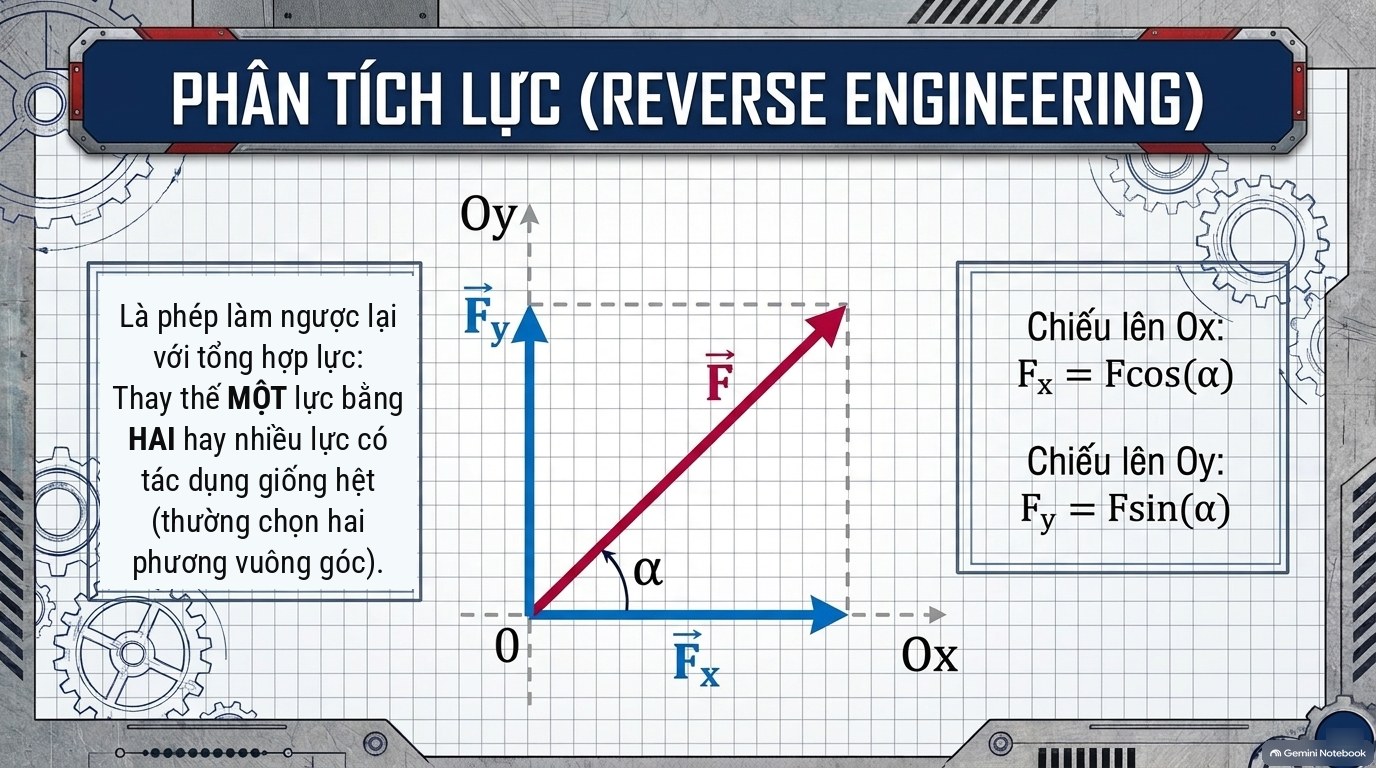 PHÂN TÍCH LỰC (REVERSE ENGINEERING)
Là phép làm ngược lại
với tổng hợp lực:
Thay thế MỘT lực bằng
HAI hay nhiều lực có
tác dụng giống hệt
(thường chọn hai
phương vuông góc).
Oy
F⃗y
F⃗
α
O
F⃗x
Ox
Chiếu lên Ox:
Fx = Fcos(α)
Chiếu lên Oy:
Fy = Fsin(α)
Gemini Notebook